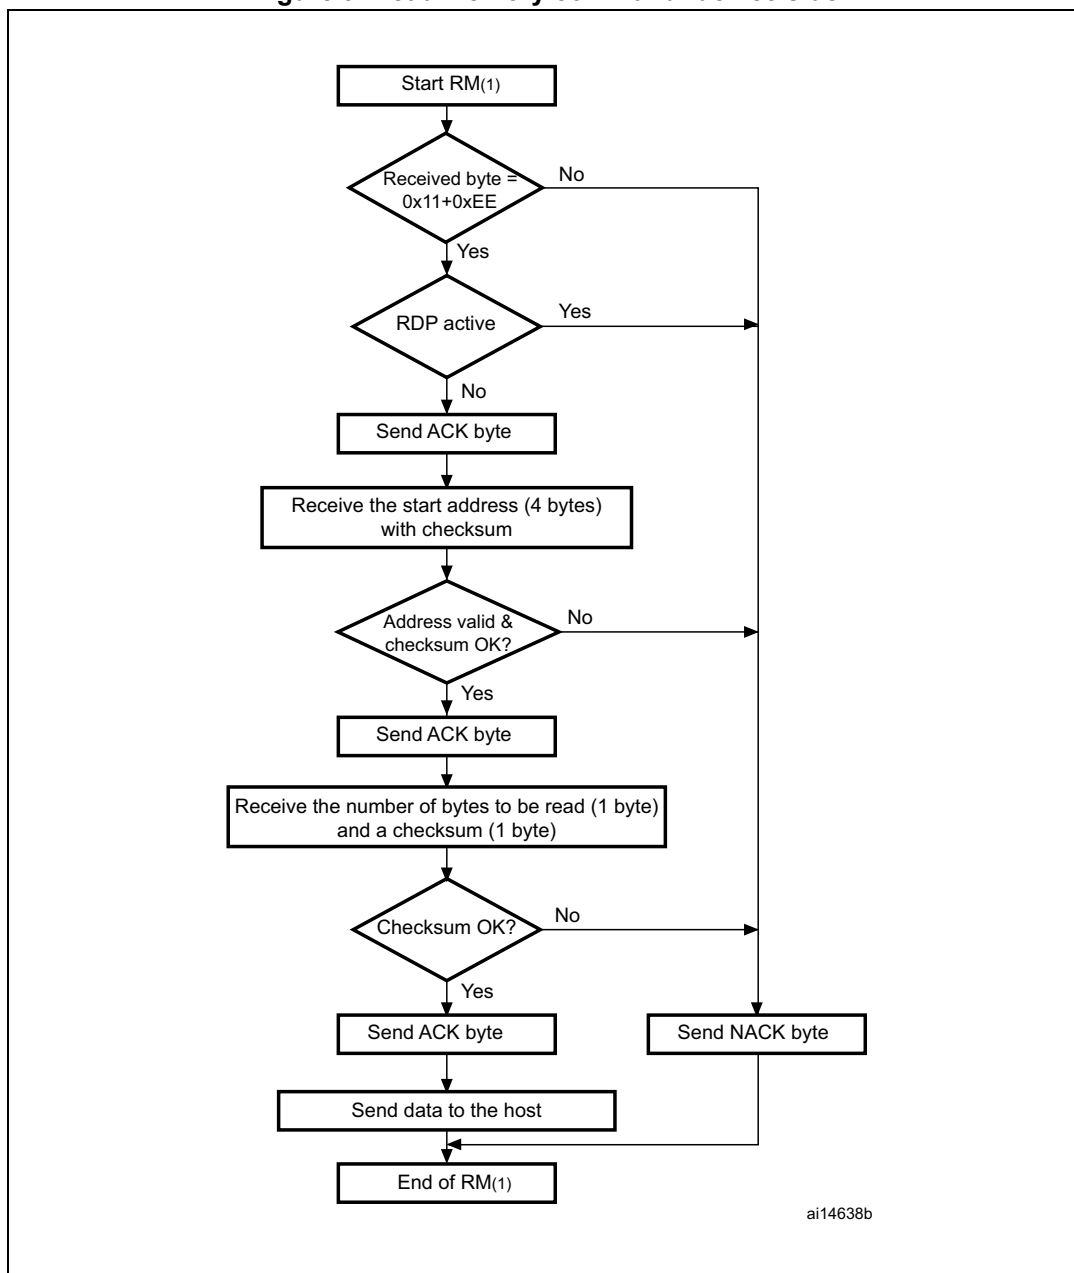 Start RM(1)
Received byte =
0x11+0xEE
No
Yes
RDP active
Yes
No
Send ACK byte
Receive the start address (4 bytes)
with checksum
Address valid &
checksum OK?
No
Yes
Send ACK byte
Receive the number of bytes to be read (1 byte)
and a checksum (1 byte)
Checksum OK?
No
Yes
Send ACK byte
Send NACK byte
Send data to the host
End of RM(1)
ai14638b